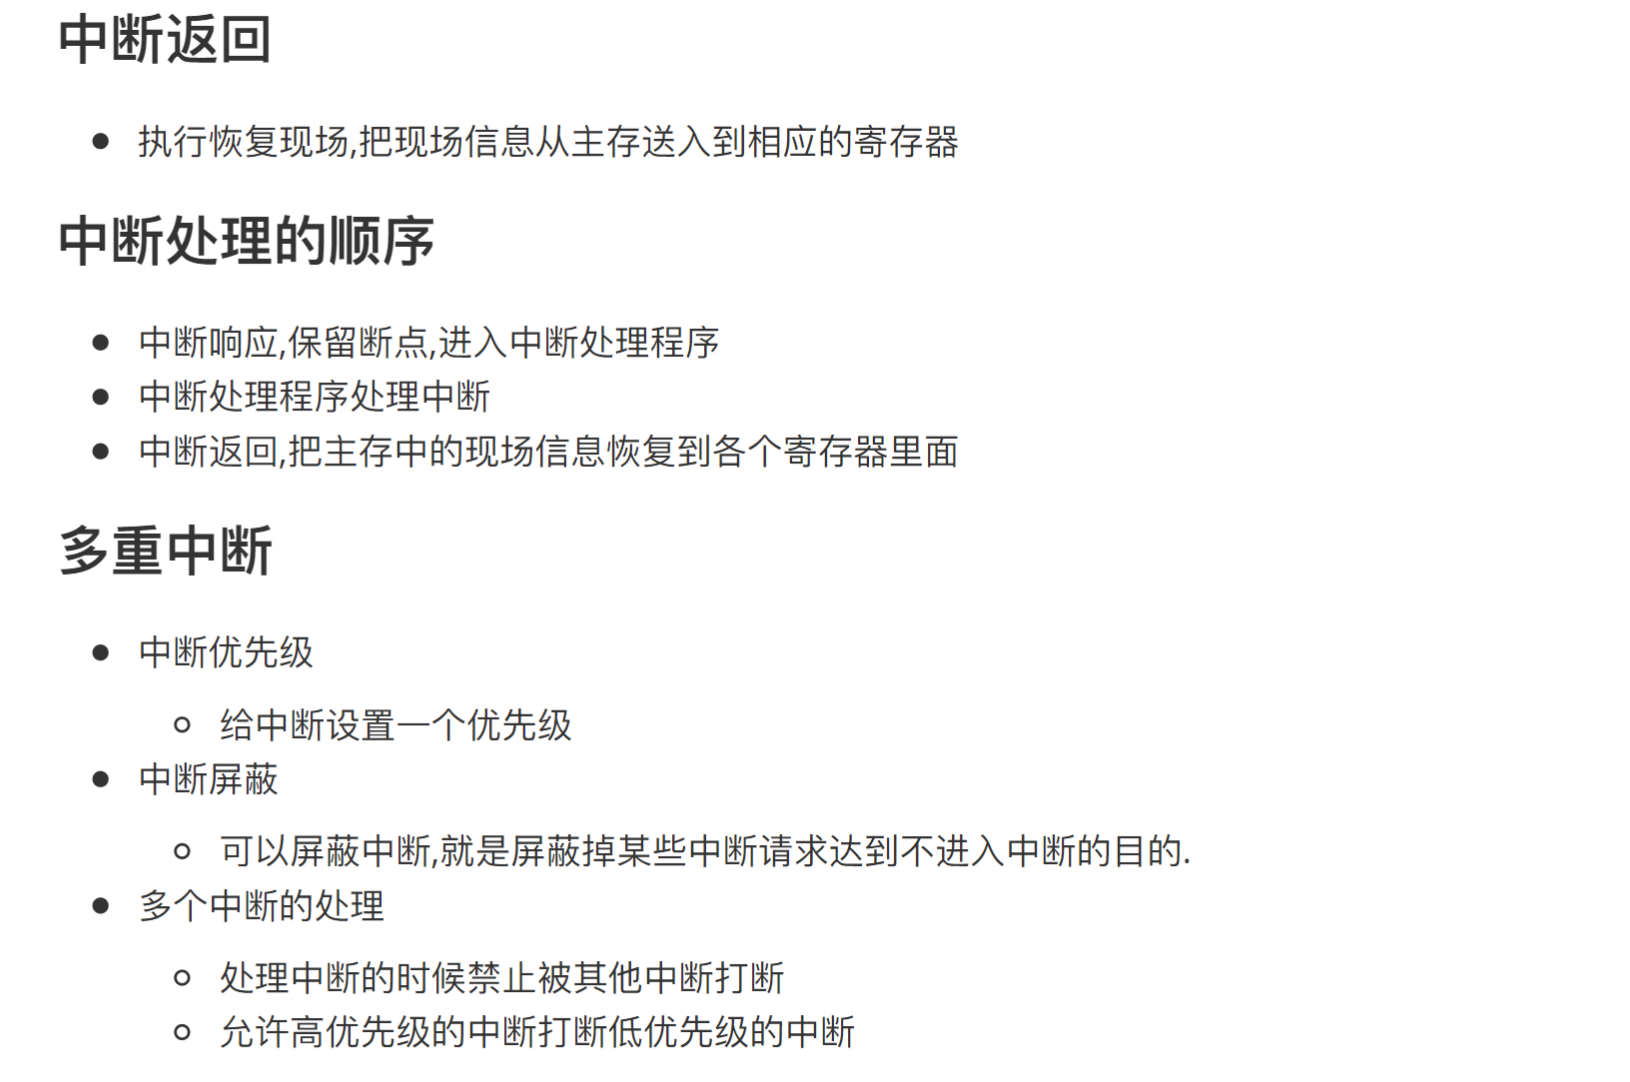 中断返回
执行恢复现场,把现场信息从主存送入到相应的寄存器
中断处理的顺序
中断响应,保留断点,进入中断处理程序
中断处理程序处理中断
中断返回,把主存中的现场信息恢复到各个寄存器里面
多重中断
中断优先级
给中断设置一个优先级
中断屏蔽
可以屏蔽中断,就是屏蔽掉某些中断请求达到不进入中断的目的.
多个中断的处理
处理中断的时候禁止被其他中断打断
允许高优先级的中断打断低优先级的中断